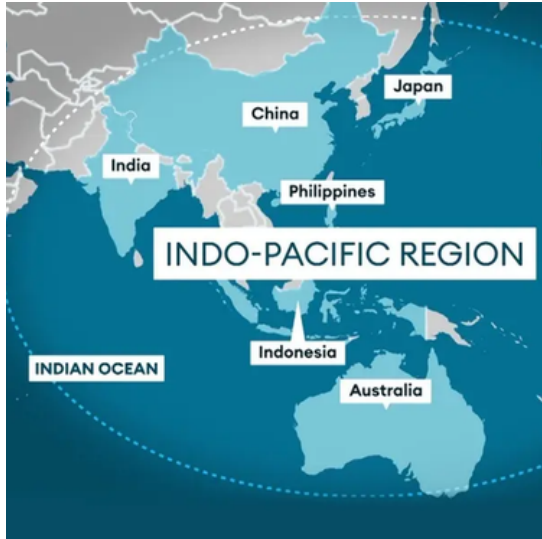 Japan
China
India
Philippines
INDO-PACIFIC REGION
Indonesia
INDIAN OCEAN
Australia